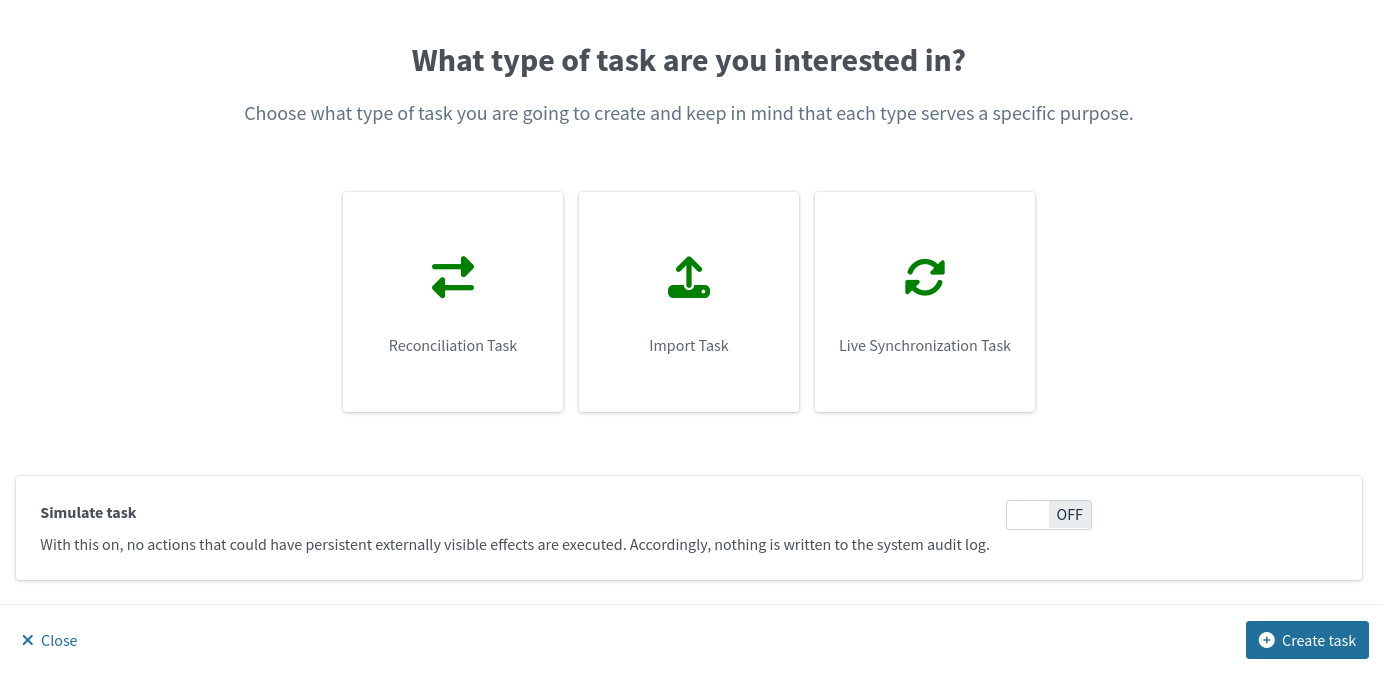 What type of task are you interested in?
Choose what type of task you are going to create and keep in mind that each type serves a specific purpose.
Reconciliation Task
Import Task
Live Synchronization Task
Simulate task
OFF
With this on, no actions that could have persistent externally visible effects are executed. Accordingly, nothing is written to the system audit log.
Close
Create task